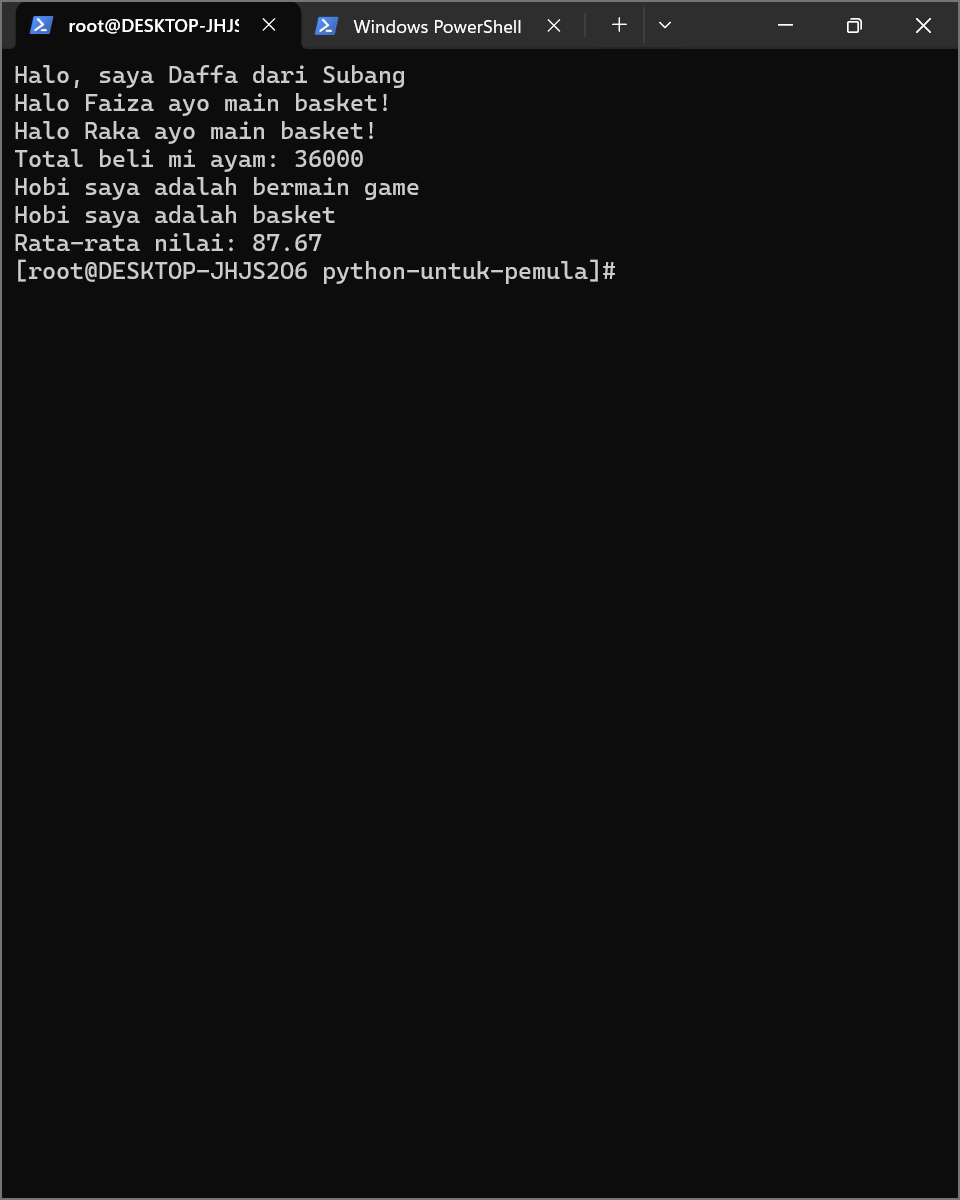 root@DESKTOP-JHJS
Windows PowerShell
Halo, saya Daffa dari Subang
Halo Faiza ayo main basket!
Halo Raka ayo main basket!
Total beli mi ayam: 36000
Hobi saya adalah bermain game
Hobi saya adalah basket
Rata-rata nilai: 87.67
[root@DESKTOP-JHJS2O6 python-untuk-pemula]#